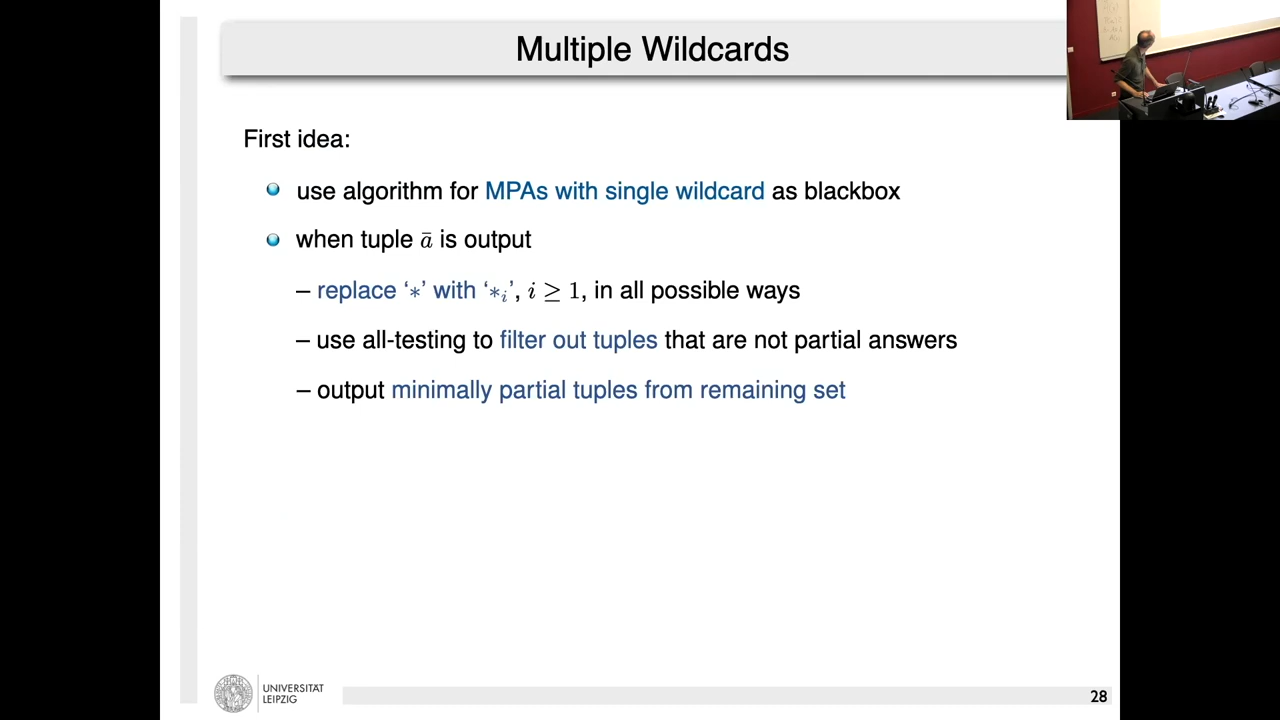 Multiple Wildcards
First idea:
use algorithm for MPAs with single wildcard as blackbox
when tuple ā is output
– replace ‘∗’ with ‘∗ᵢ’, i ≥ 1, in all possible ways
– use all-testing to filter out tuples that are not partial answers
– output minimally partial tuples from remaining set
UNIVERSITÄT
LEIPZIG
28